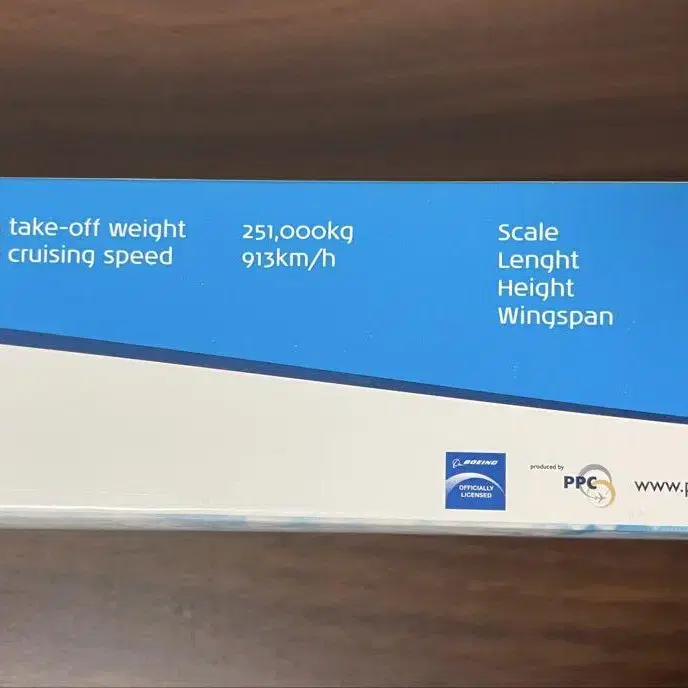 take-off weight 251,000kg
cruising speed 913km/h
Scale
Lenght
Height
Wingspan
BOEING
OFFICIALLY
LICENSED
produced by
PPC
www.p